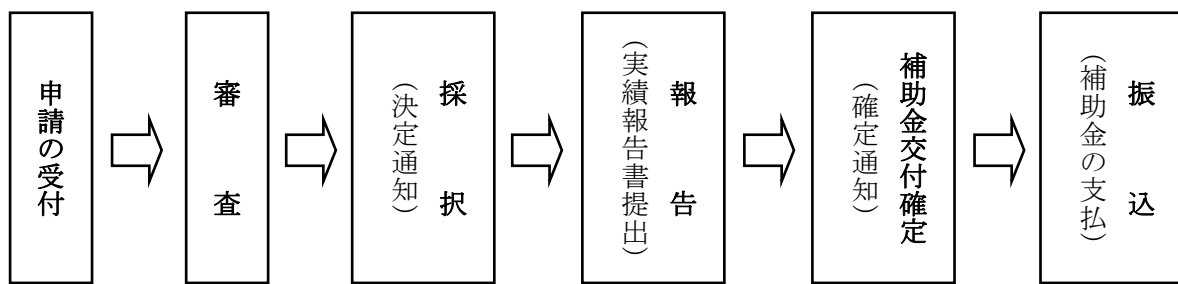 申請の受付
審査
採択
（決定通知）
報告
（実績報告書提出）
補助金交付確定
（確定通知）
振込
（補助金の支払）